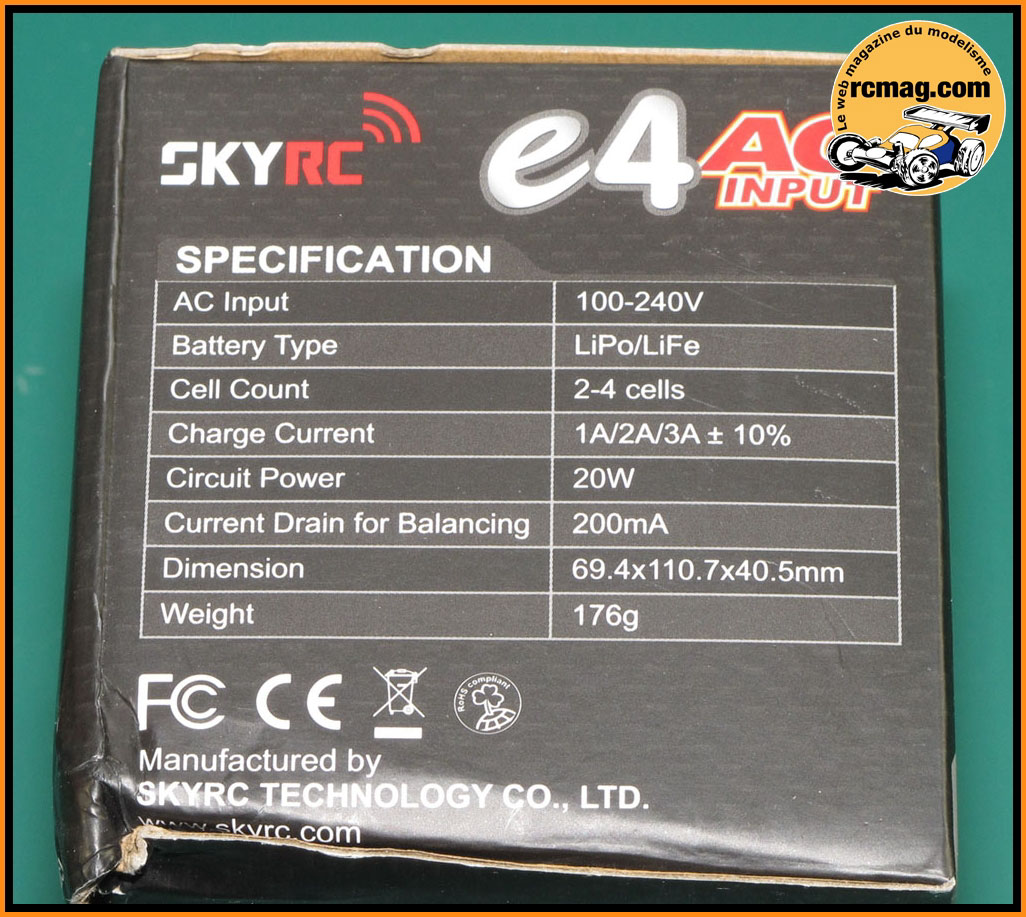 Le web magazine du modelisme
rcmag.com
SKYRC
e4 AC
INPUT
SPECIFICATION
AC Input 100-240V
Battery Type LiPo/LiFe
Cell Count 2-4 cells
Charge Current 1A/2A/3A ± 10%
Circuit Power 20W
Current Drain for Balancing 200mA
Dimension 69.4x110.7x40.5mm
Weight 176g
FC CE RoHS compliant
Manufactured by
SKYRC TECHNOLOGY CO., LTD.
www.skyrc.com